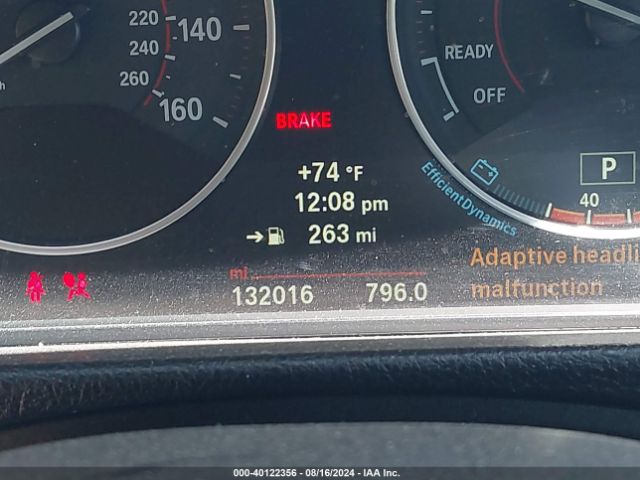 220
140
240
260
160
h
READY
OFF
BRAKE
+74 °F
12:08 pm
263 mi
P
40
EfficientDynamics
Adaptive headli
malfunction
mi
132016 796.0
000-40122356 - 08/16/2024 - IAA Inc.